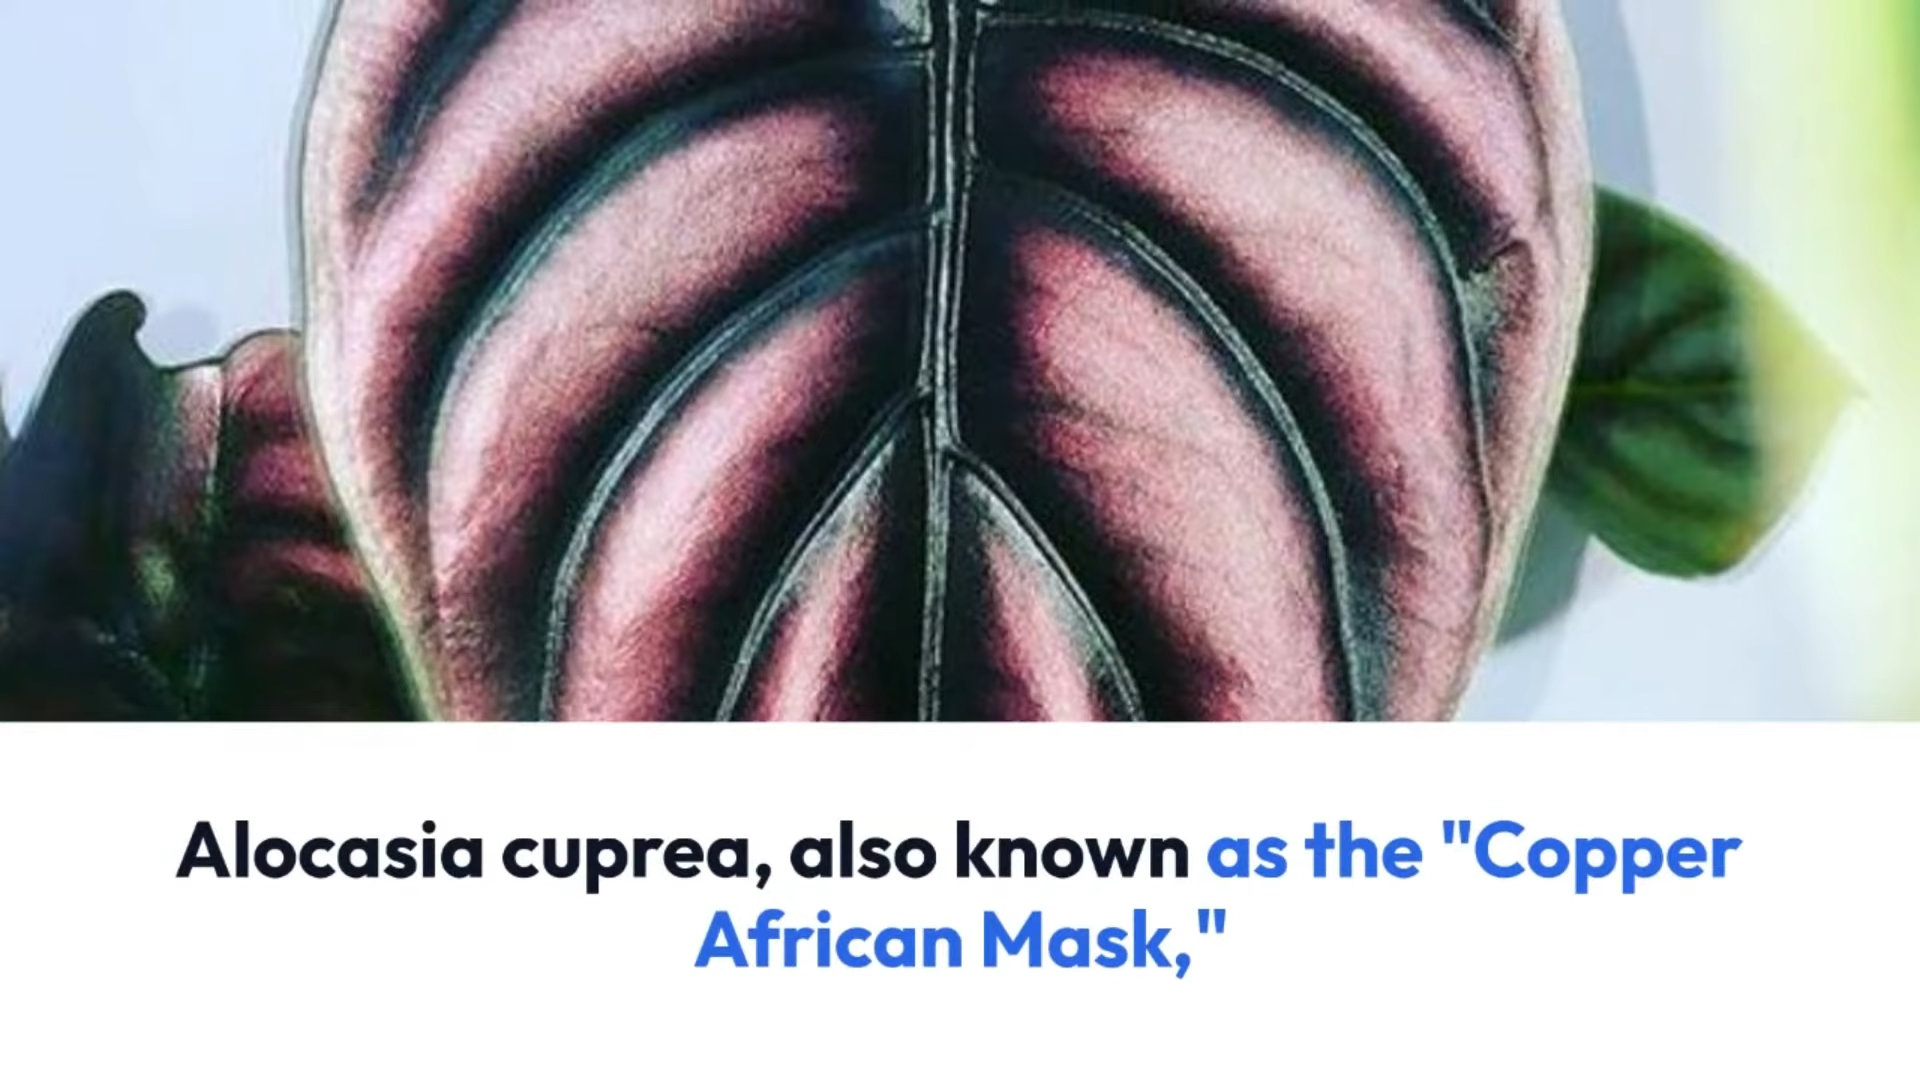 Alocasia cuprea, also known as the "Copper
African Mask,"